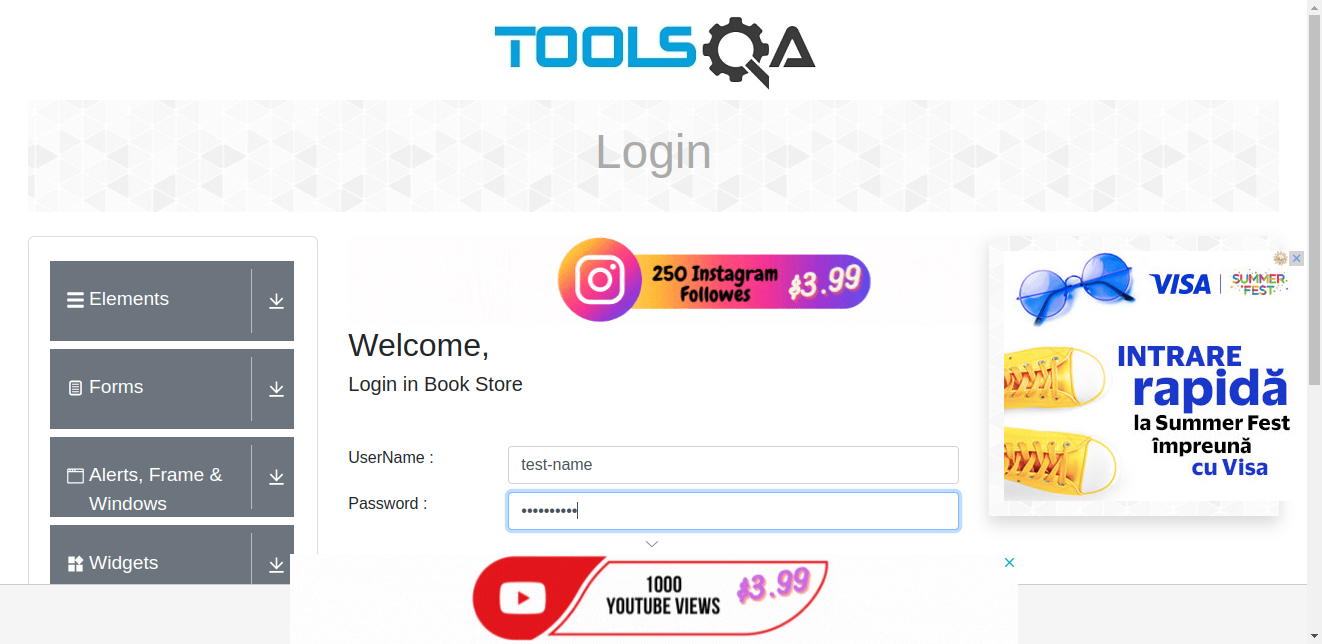 TOOLSQA
Login
Elements
Forms
Alerts, Frame &
Windows
Widgets
250 Instagram
Followes
$3.99
Welcome,
Login in Book Store
UserName :
test-name
Password :
••••••••••
VISA
SUMMER
FEST
INTRARE
rapidă
la Summer Fest
împreună
cu Visa
1000
YOUTUBE VIEWS
$3.99